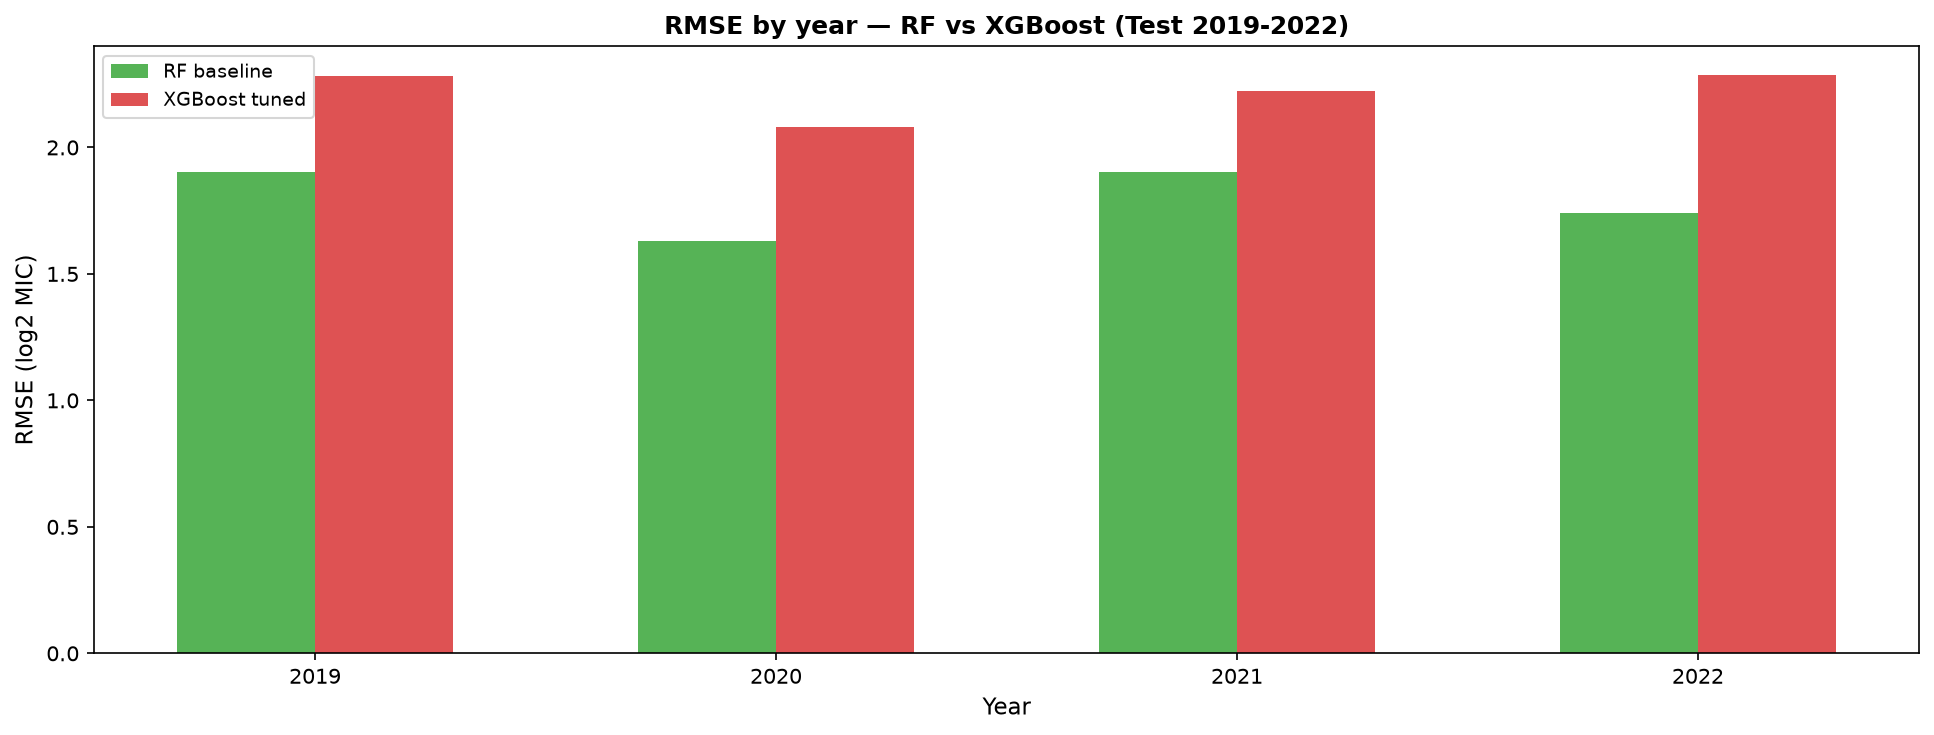 RMSE by year — RF vs XGBoost (Test 2019-2022)
RF baseline
XGBoost tuned
RMSE (log2 MIC)
2.0
1.5
1.0
0.5
0.0
2019 2020 2021 2022
Year